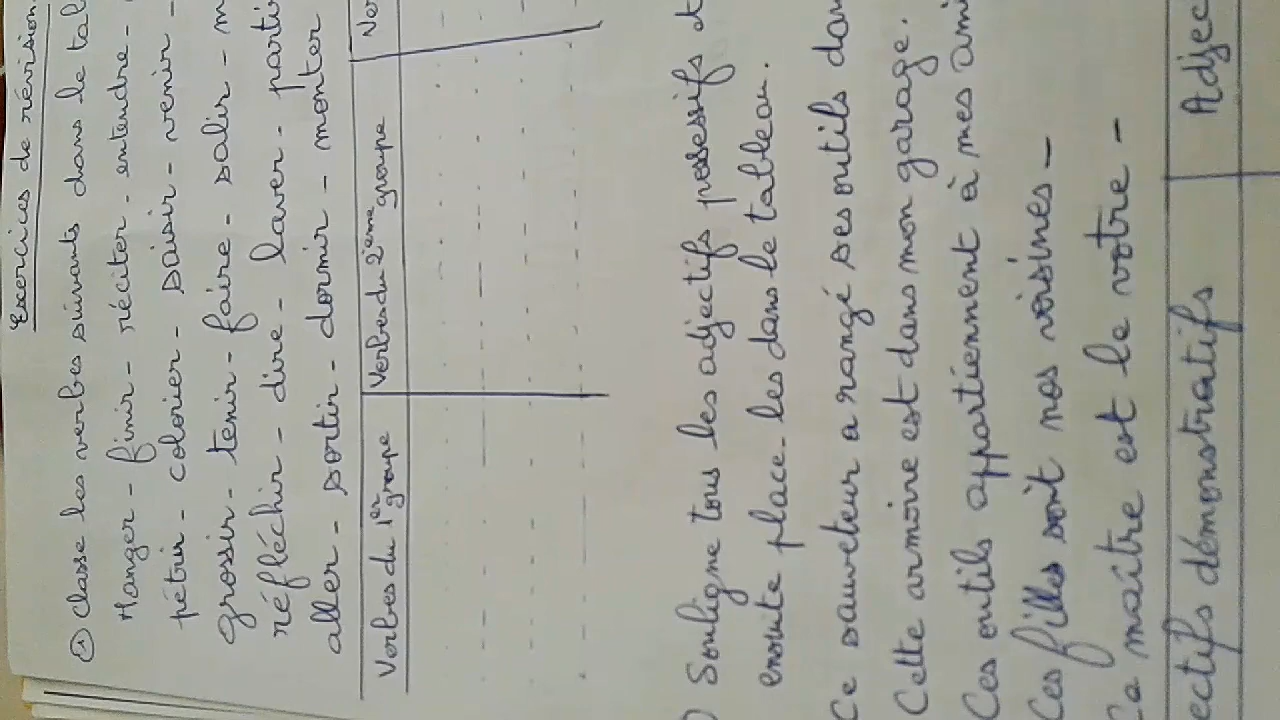 Exercices de révision.
① Classe les verbes suivants dans le tal
Manger - finir - réciter - entendre -
pétrir - colorier - saisir - venir -
grossir - tenir - faire - salir - m
réfléchir - dire - laver - parti
aller - sortir - dormir - monter
Verbes du 1er groupe | Verbes du 2ème groupe | Ver
) Souligne tous les adjectifs possessifs et
ensuite place-les dans le tableau.
Ce sauveteur a rangé ses outils dan
Cette armoire est dans mon garage.
Ces outils appartiennent à mes ami
Ces filles sont nos voisines -
Ce maître est le votre -
ectifs démonstratifs | Adjec